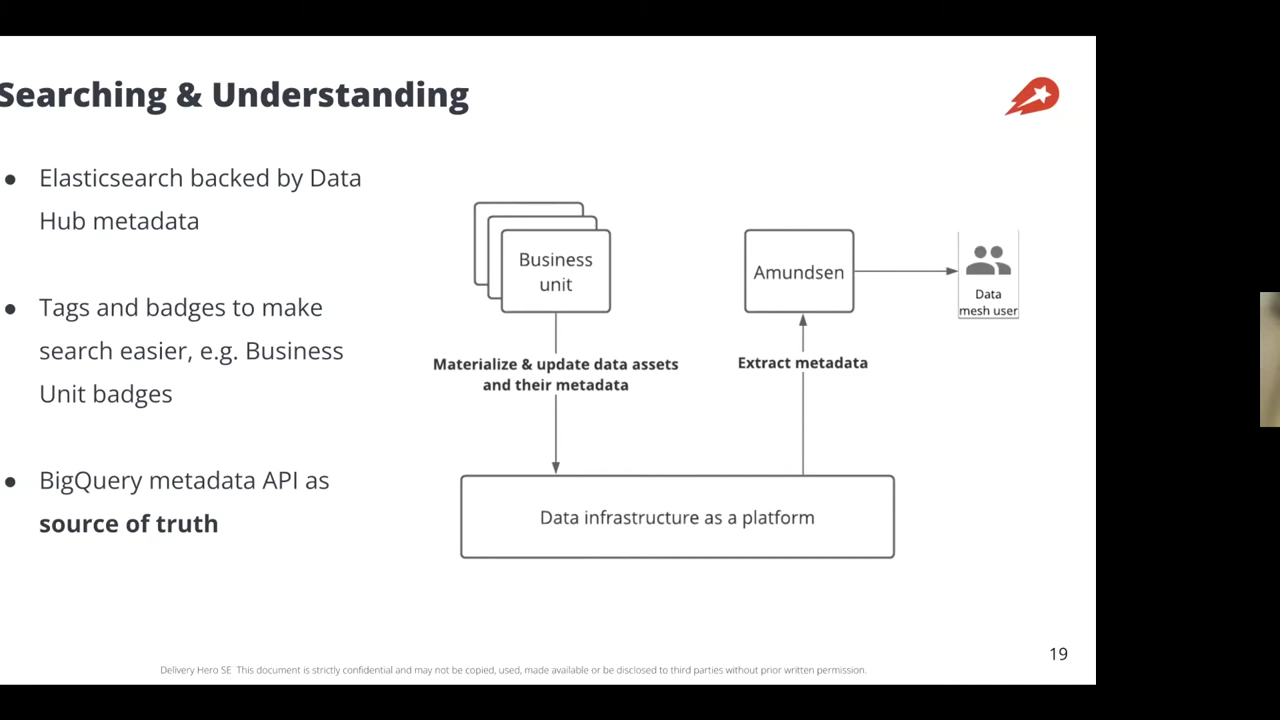 Searching & Understanding
● Elasticsearch backed by Data
Hub metadata
● Tags and badges to make
search easier, e.g. Business
Unit badges
● BigQuery metadata API as
source of truth
Business
unit
Amundsen
Data
mesh user
Materialize & update data assets
and their metadata
Extract metadata
Data infrastructure as a platform
19
Delivery Hero SE. This document is strictly confidential and may not be copied, used, made available or be disclosed to third parties without prior written permission.